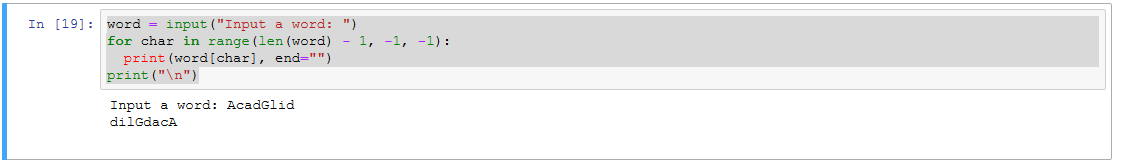 In [19]: word = input("Input a word: ")
for char in range(len(word) - 1, -1, -1):
  print(word[char], end="")
print("\n")
Input a word: AcadGlid
dilGdacA